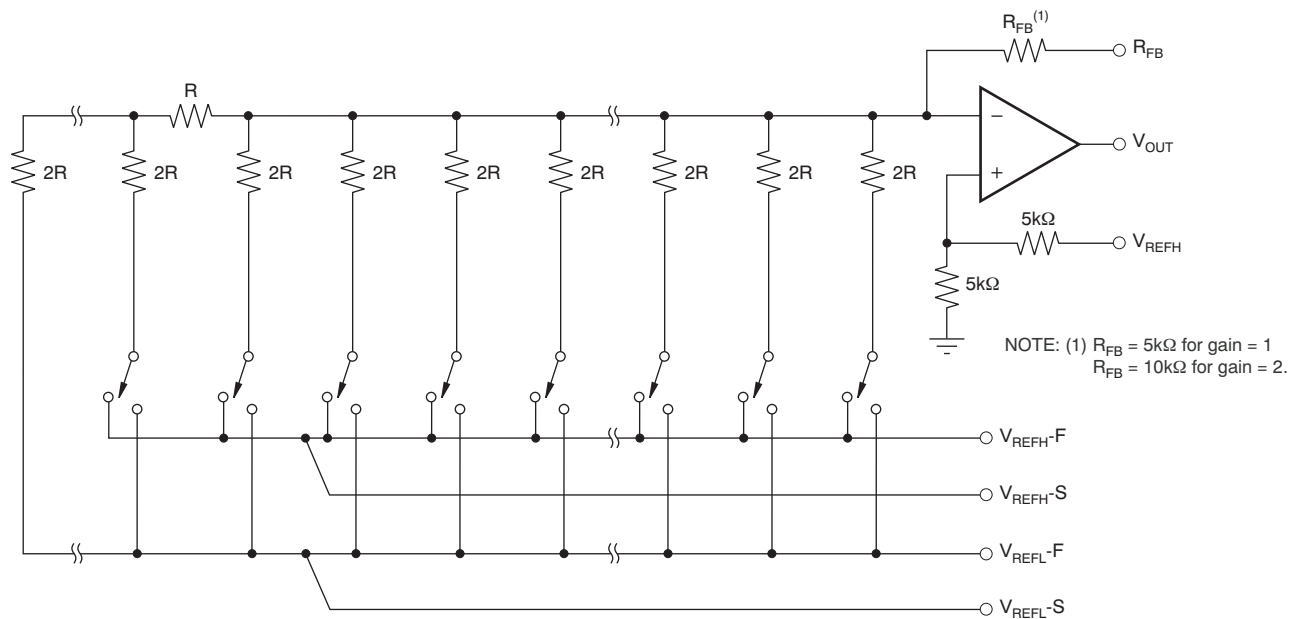 R_FB^(1)
R_FB
R
2R
2R
2R
2R
2R
2R
2R
2R
2R
−
+
V_OUT
5kΩ
V_REFH
5kΩ
NOTE: (1) R_FB = 5kΩ for gain = 1
R_FB = 10kΩ for gain = 2.
V_REFH-F
V_REFH-S
V_REFL-F
V_REFL-S